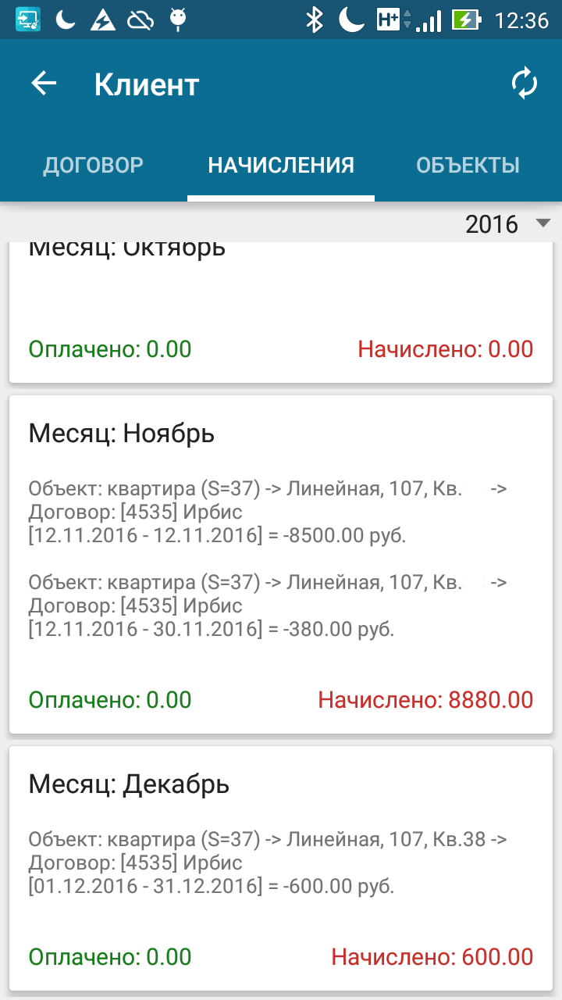 H+
12:36
Клиент
ДОГОВОР
НАЧИСЛЕНИЯ
ОБЪЕКТЫ
2016
Месяц: Октябрь
Оплачено: 0.00
Начислено: 0.00
Месяц: Ноябрь
Объект: квартира (S=37) -> Линейная, 107, Кв. ->
Договор: [4535] Ирбис
[12.11.2016 - 12.11.2016] = -8500.00 руб.
Объект: квартира (S=37) -> Линейная, 107, Кв. ->
Договор: [4535] Ирбис
[12.11.2016 - 30.11.2016] = -380.00 руб.
Оплачено: 0.00
Начислено: 8880.00
Месяц: Декабрь
Объект: квартира (S=37) -> Линейная, 107, Кв.38 ->
Договор: [4535] Ирбис
[01.12.2016 - 31.12.2016] = -600.00 руб.
Оплачено: 0.00
Начислено: 600.00